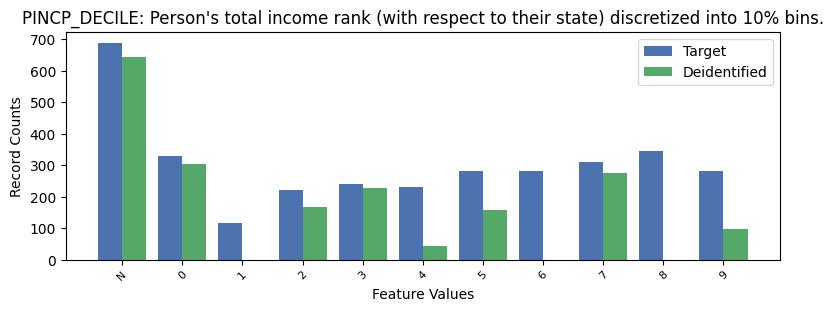 PINCP_DECILE: Person's total income rank (with respect to their state) discretized into 10% bins.
Target
Deidentified
Record Counts
700
600
500
400
300
200
100
0
N 0 1 2 3 4 5 6 7 8 9
Feature Values